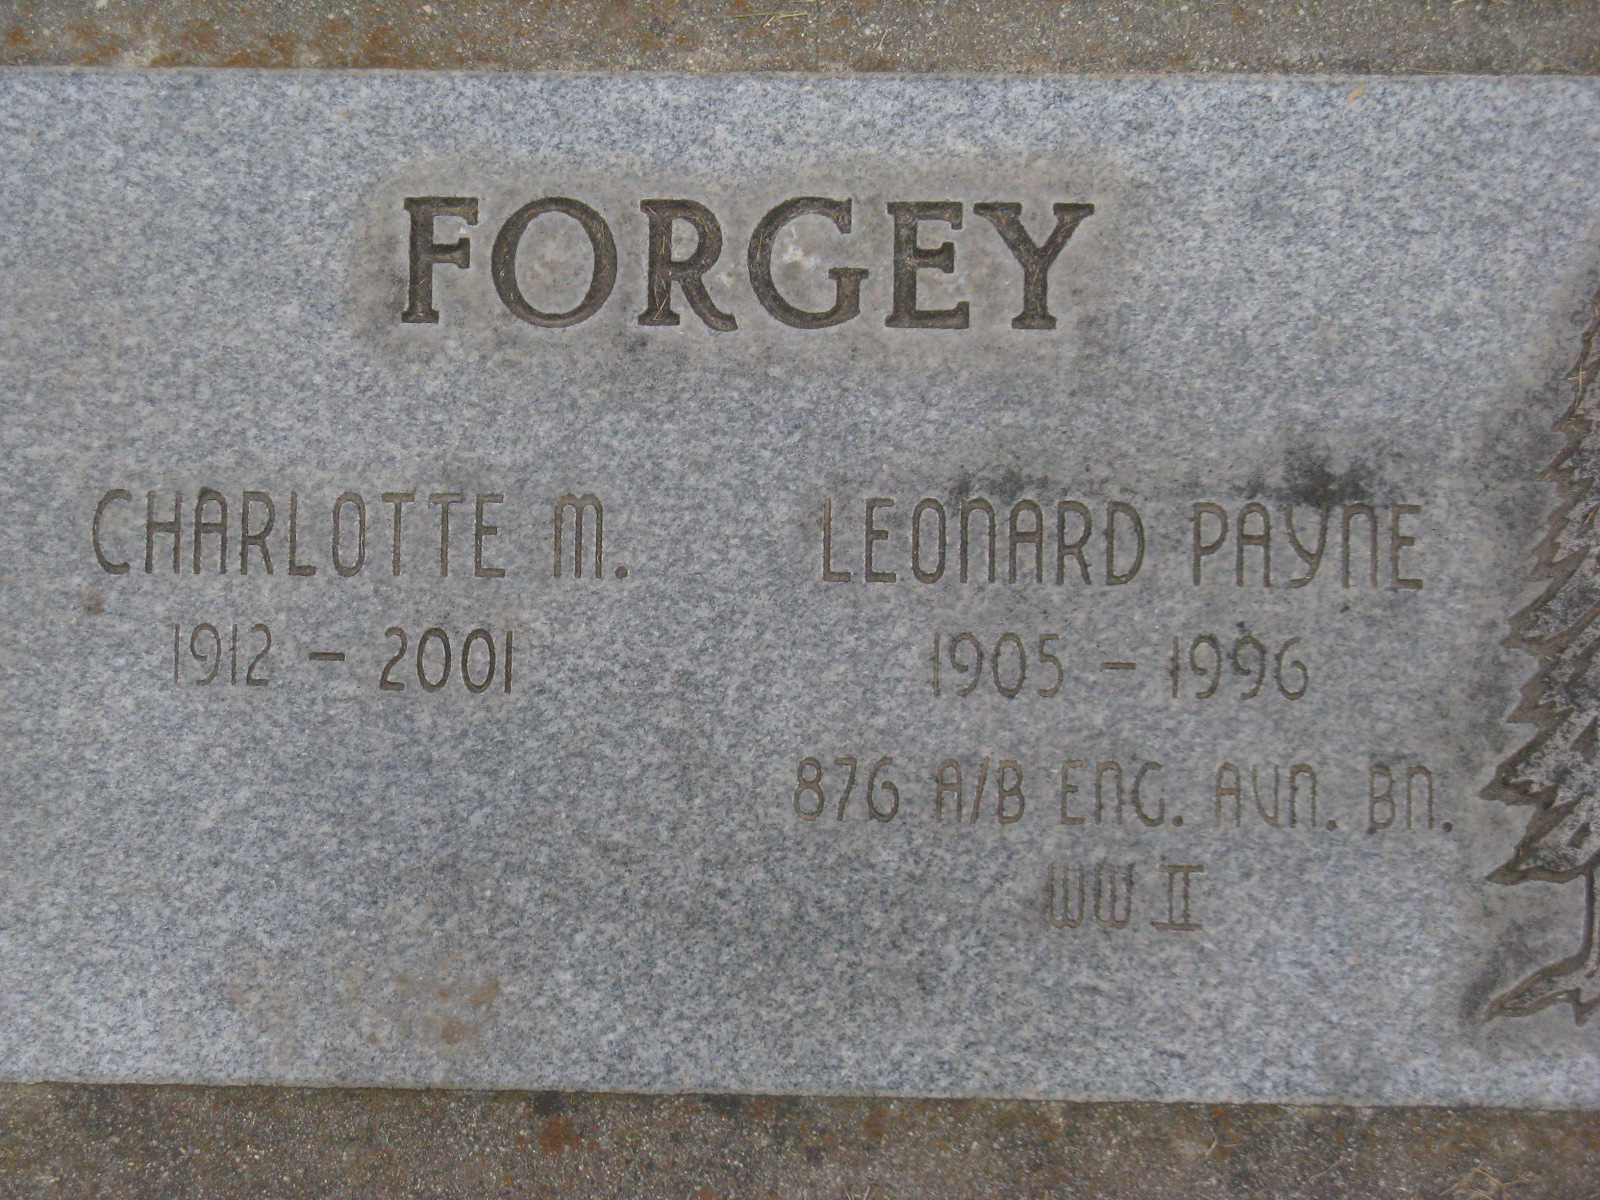 FORGEY
CHARLOTTE M.
1912 - 2001
LEONARD PAYNE
1905 - 1996
876 A/B ENG. AVN. BN.
WW II